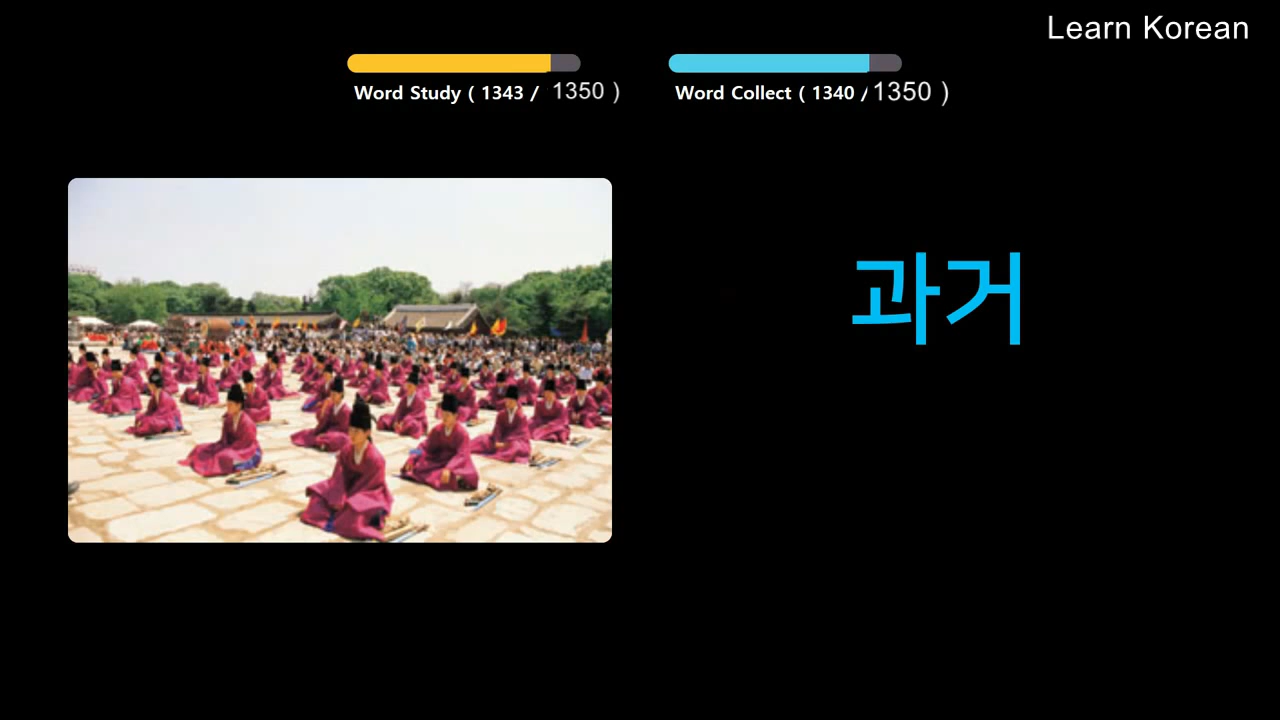 Learn Korean
Word Study ( 1343 / 1350 )
Word Collect ( 1340 / 1350 )
과거